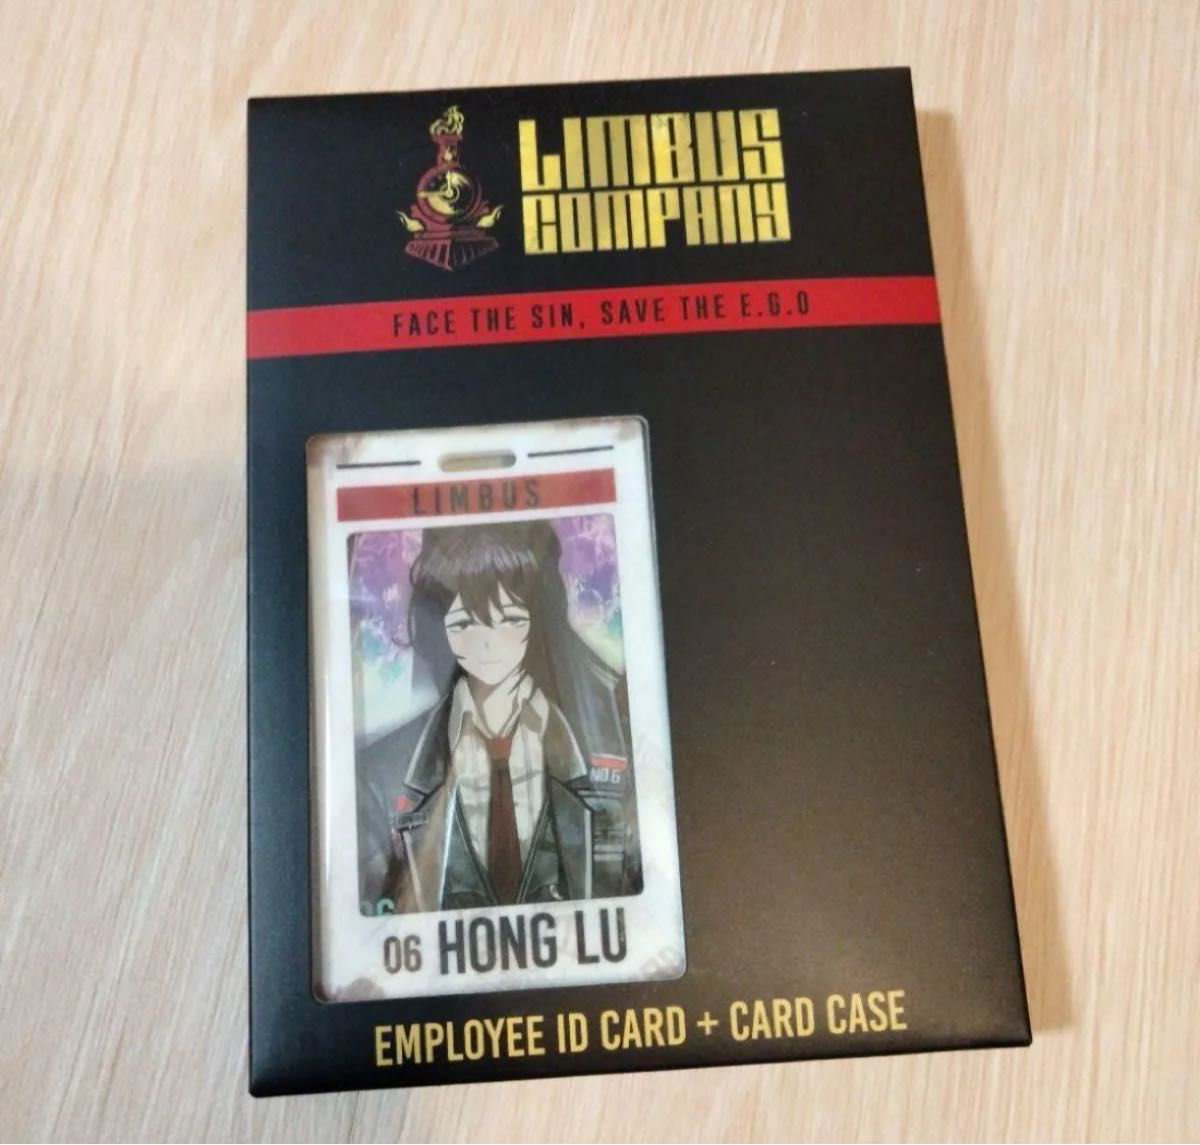 LIMBUS
COMPANY
FACE THE SIN, SAVE THE E.G.O
LIMBUS
NO.6
06 HONG LU
EMPLOYEE ID CARD + CARD CASE